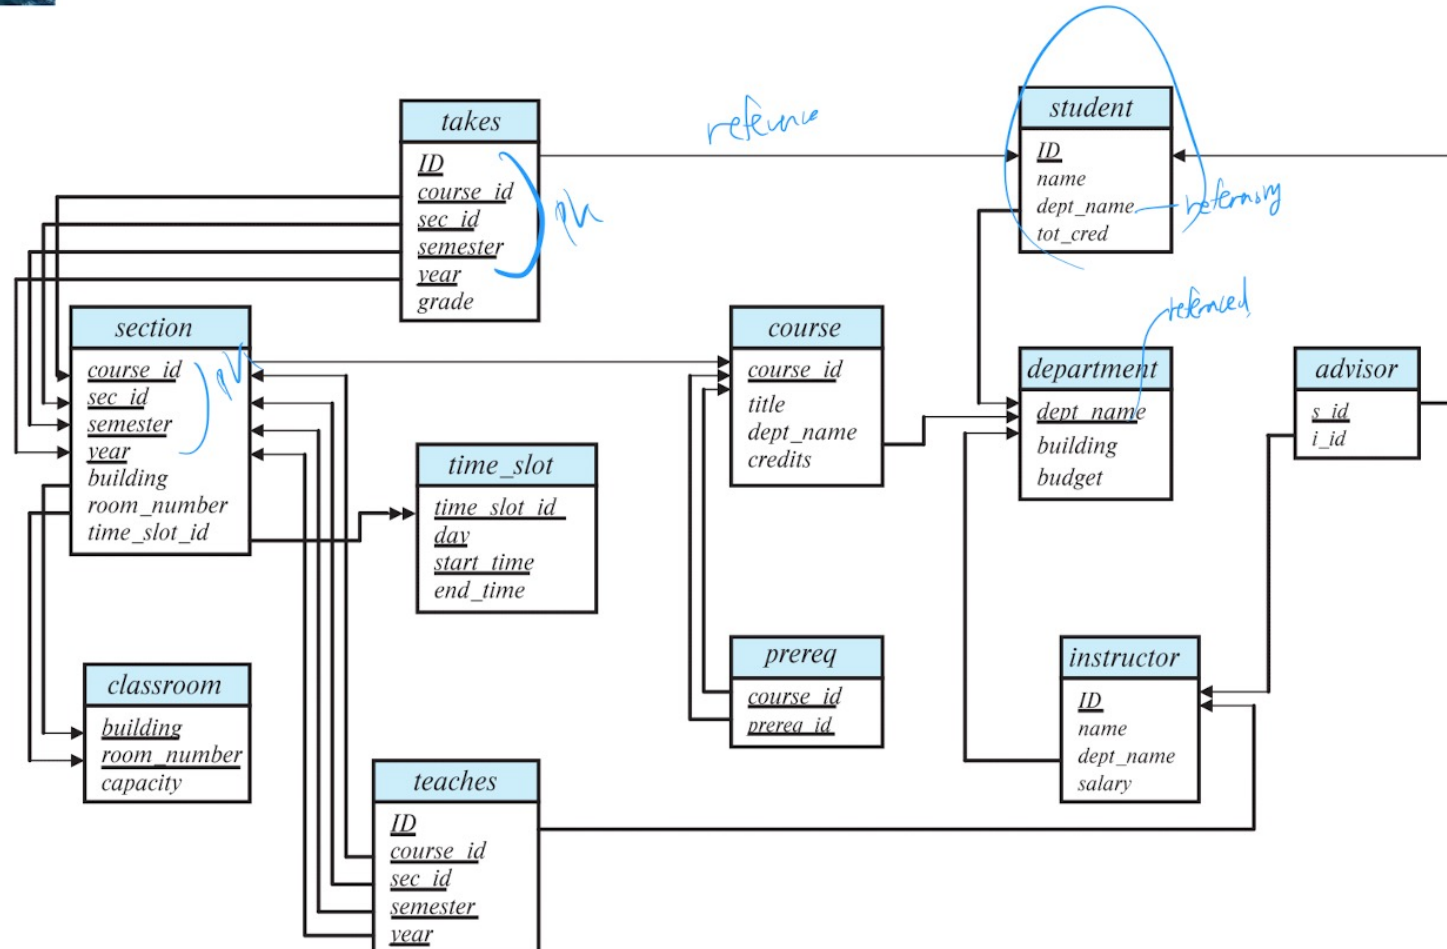 takes
ID
course_id
sec_id
semester
year
grade
pk
reference
student
ID
name
dept_name
tot_cred
referensing
section
course_id
sec_id
semester
year
building
room_number
time_slot_id
pk
course
course_id
title
dept_name
credits
referenced
department
dept_name
building
budget
advisor
s_id
i_id
time_slot
time_slot_id
day
start_time
end_time
prereq
course_id
prereq_id
instructor
ID
name
dept_name
salary
classroom
building
room_number
capacity
teaches
ID
course_id
sec_id
semester
year